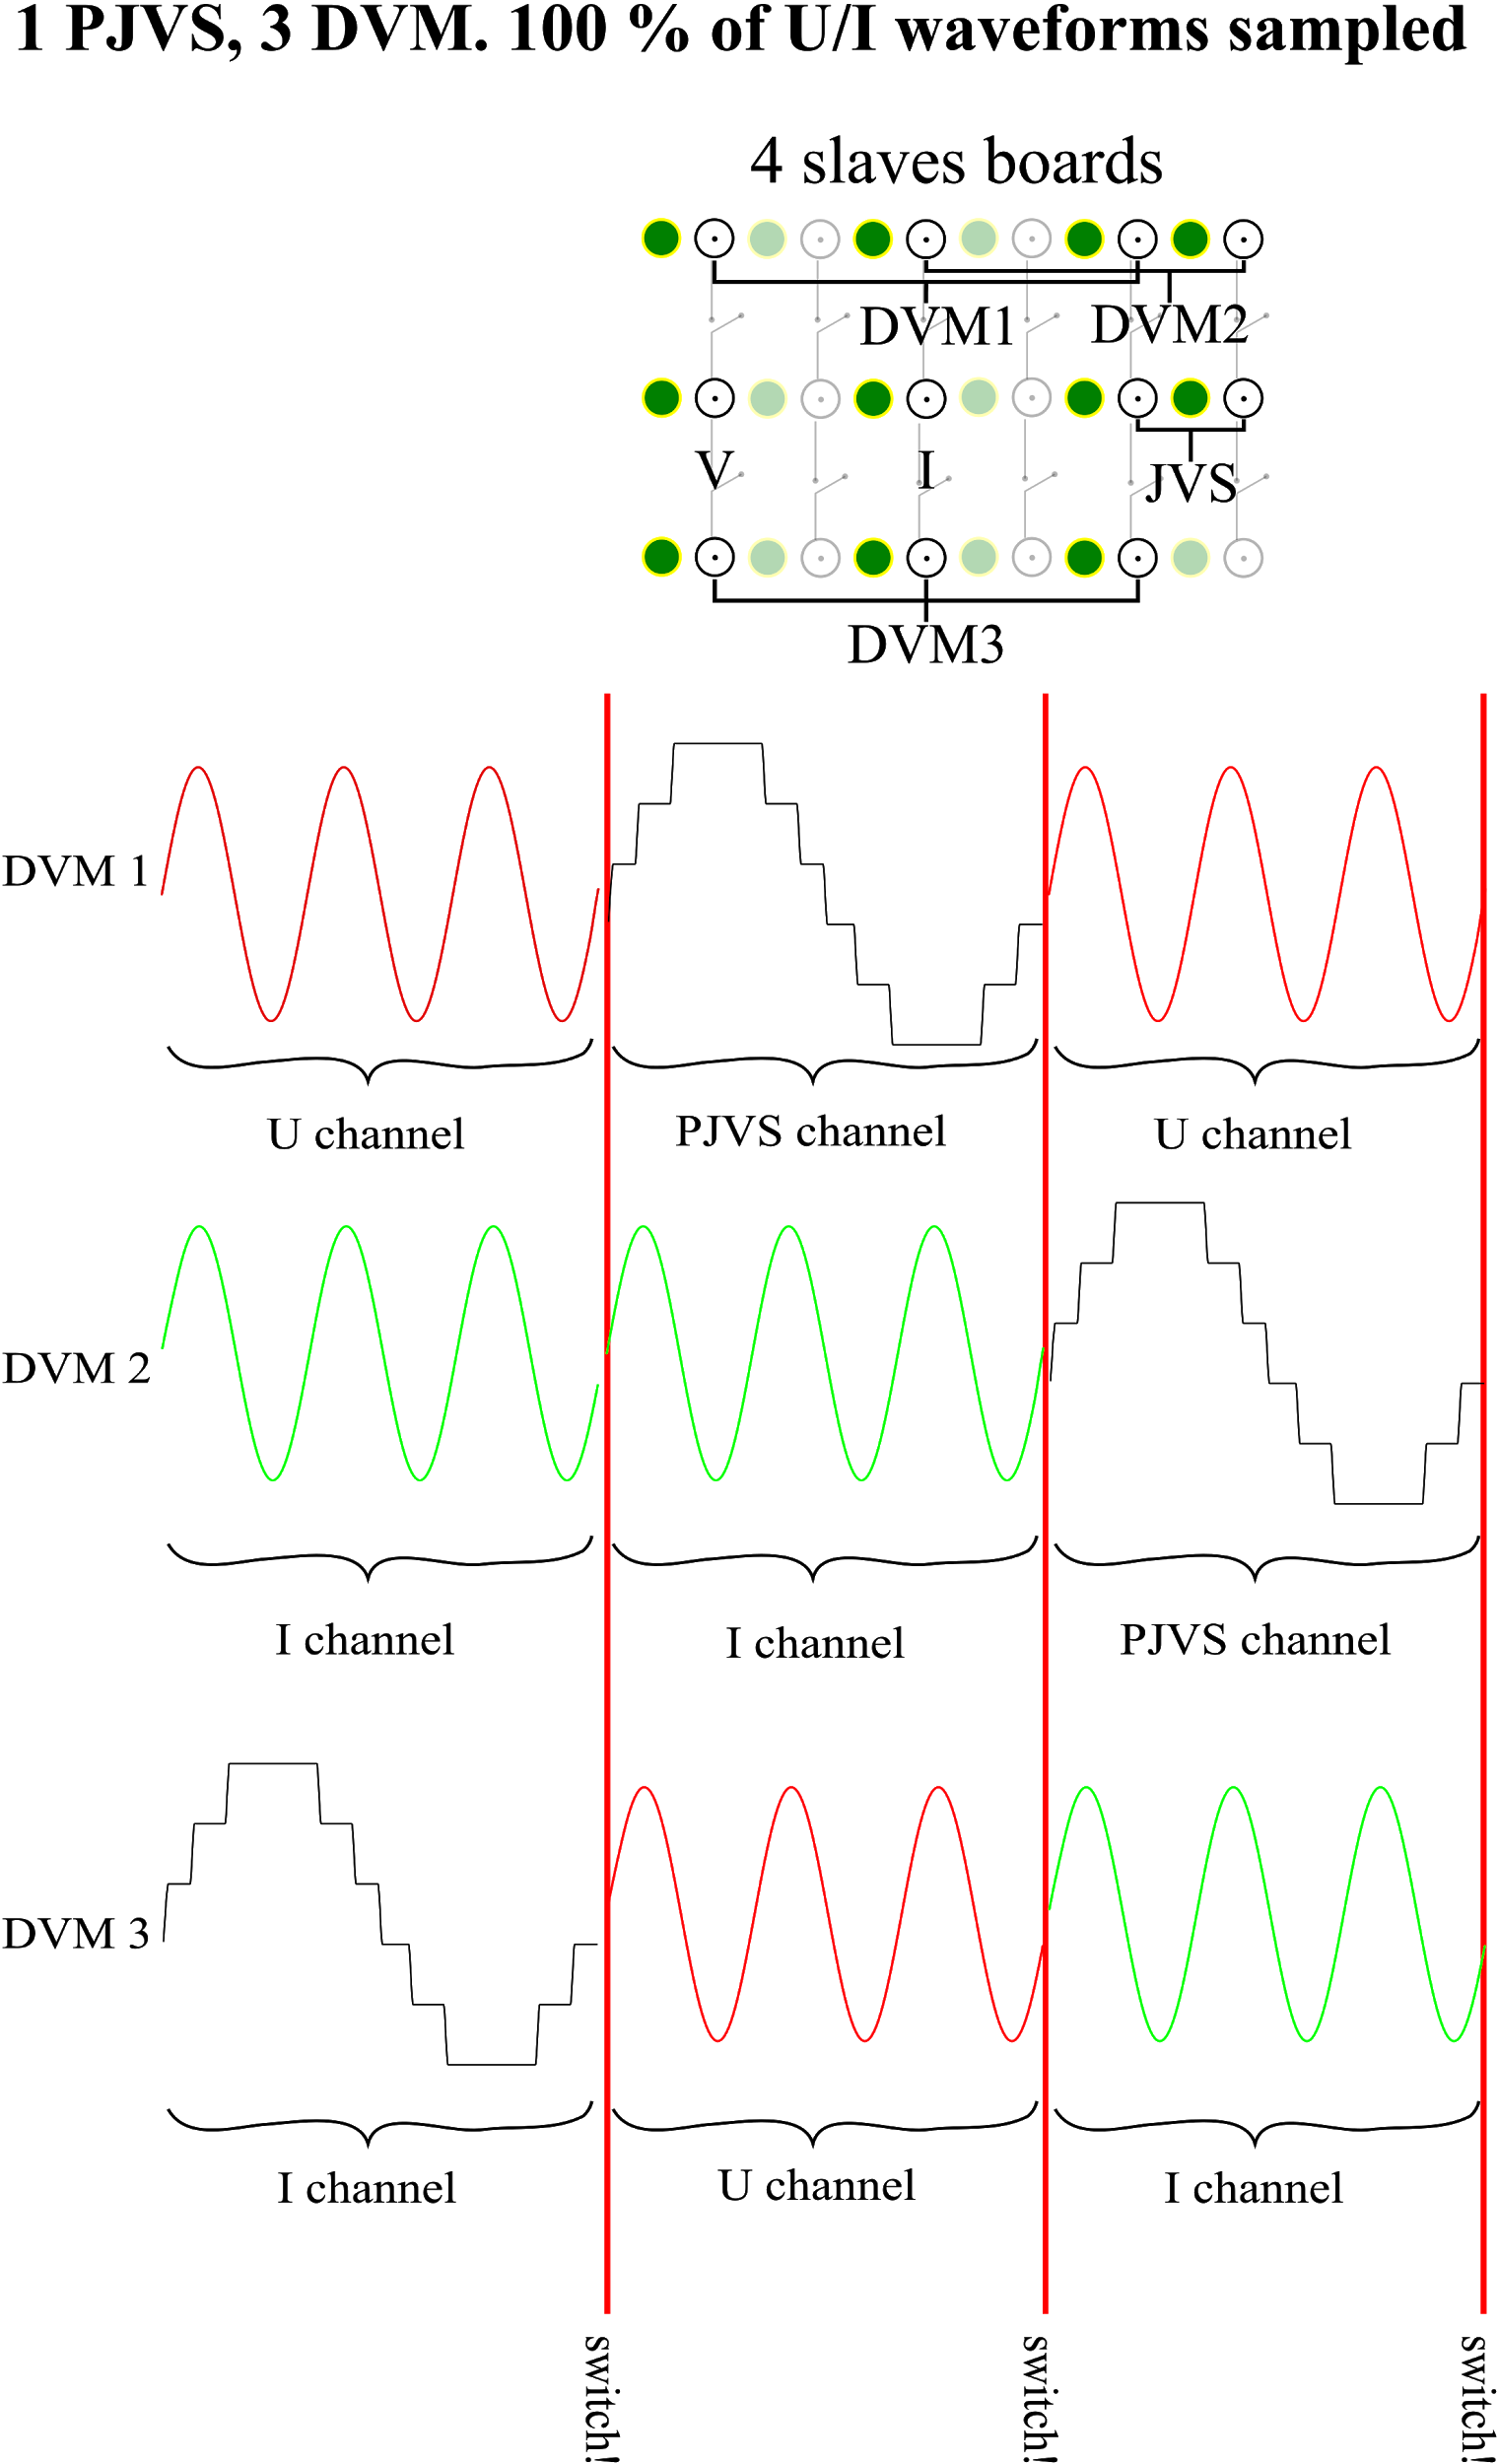 1 PJVS, 3 DVM. 100 % of U/I waveforms sampled
4 slaves boards
DVM1
DVM2
V
I
JVS
DVM3
DVM 1
U channel
PJVS channel
U channel
DVM 2
I channel
I channel
PJVS channel
DVM 3
I channel
U channel
I channel
switch!
switch!
switch!